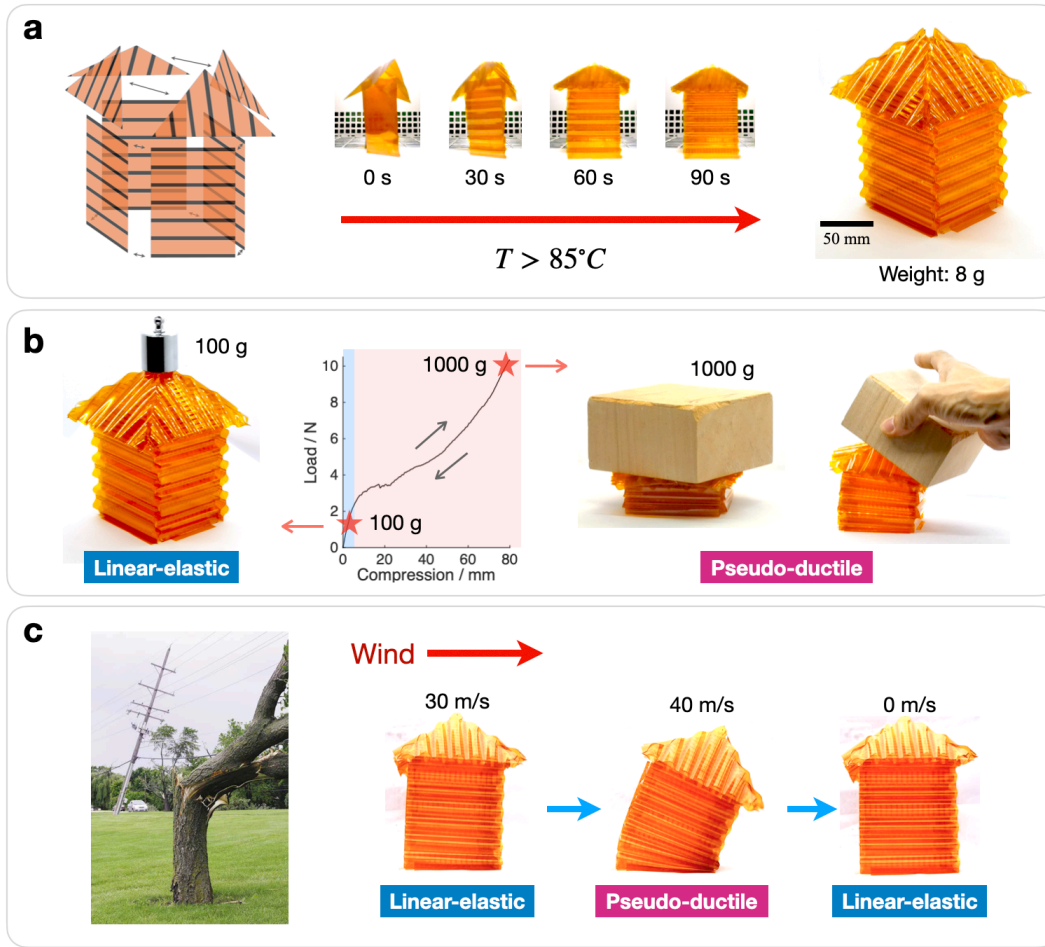 a
0 s
30 s
60 s
90 s
T > 85°C
50 mm
Weight: 8 g
b
100 g
Load / N
10
8
6
4
2
0
1000 g
100 g
0
20
40
60
80
Compression / mm
1000 g
Linear-elastic
Pseudo-ductile
c
Wind
30 m/s
40 m/s
0 m/s
Linear-elastic
Pseudo-ductile
Linear-elastic